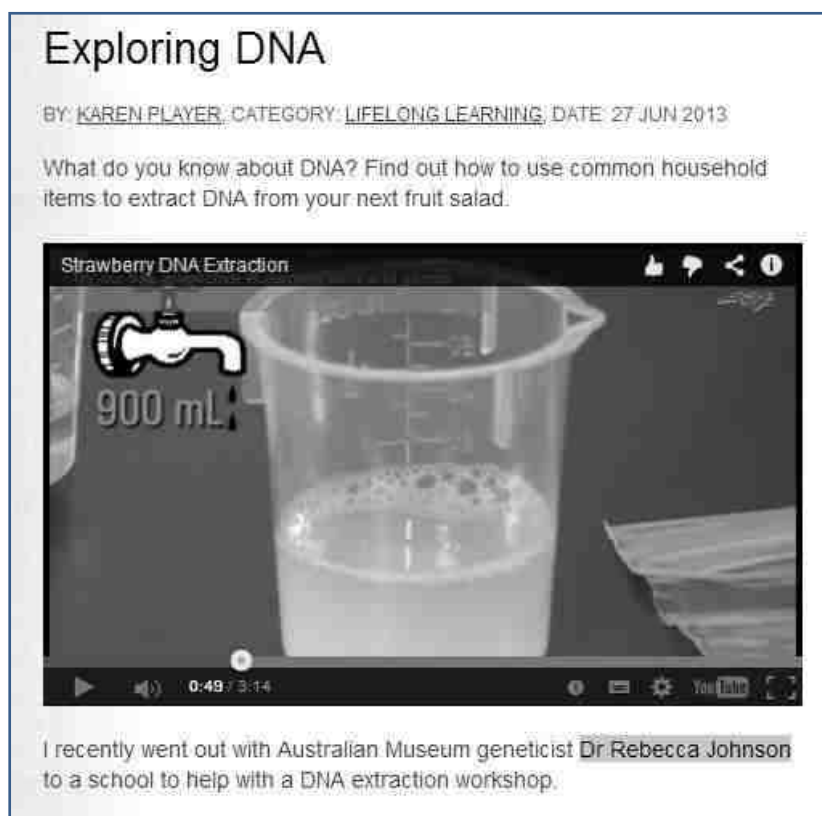 Exploring DNA
BY: KAREN PLAYER, CATEGORY: LIFELONG LEARNING, DATE: 27 JUN 2013
What do you know about DNA? Find out how to use common household
items to extract DNA from your next fruit salad.
Strawberry DNA Extraction
900 mL
0:49 / 3:14
YouTube
I recently went out with Australian Museum geneticist Dr Rebecca Johnson
to a school to help with a DNA extraction workshop.